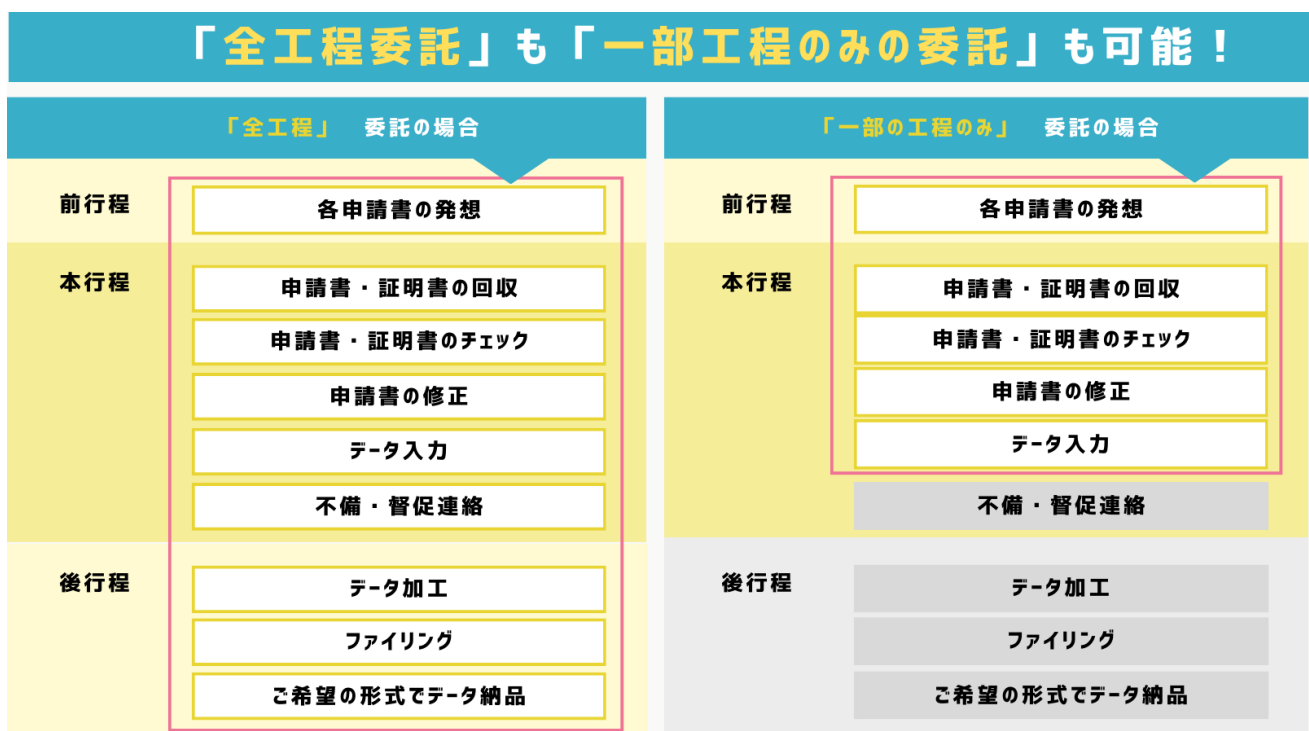 「全工程委託」も「一部工程のみの委託」も可能！
「全工程」 委託の場合
前行程
各申請書の発想
本行程
申請書・証明書の回収
申請書・証明書のチェック
申請書の修正
データ入力
不備・督促連絡
後行程
データ加工
ファイリング
ご希望の形式でデータ納品
「一部の工程のみ」 委託の場合
前行程
各申請書の発想
本行程
申請書・証明書の回収
申請書・証明書のチェック
申請書の修正
データ入力
不備・督促連絡
後行程
データ加工
ファイリング
ご希望の形式でデータ納品